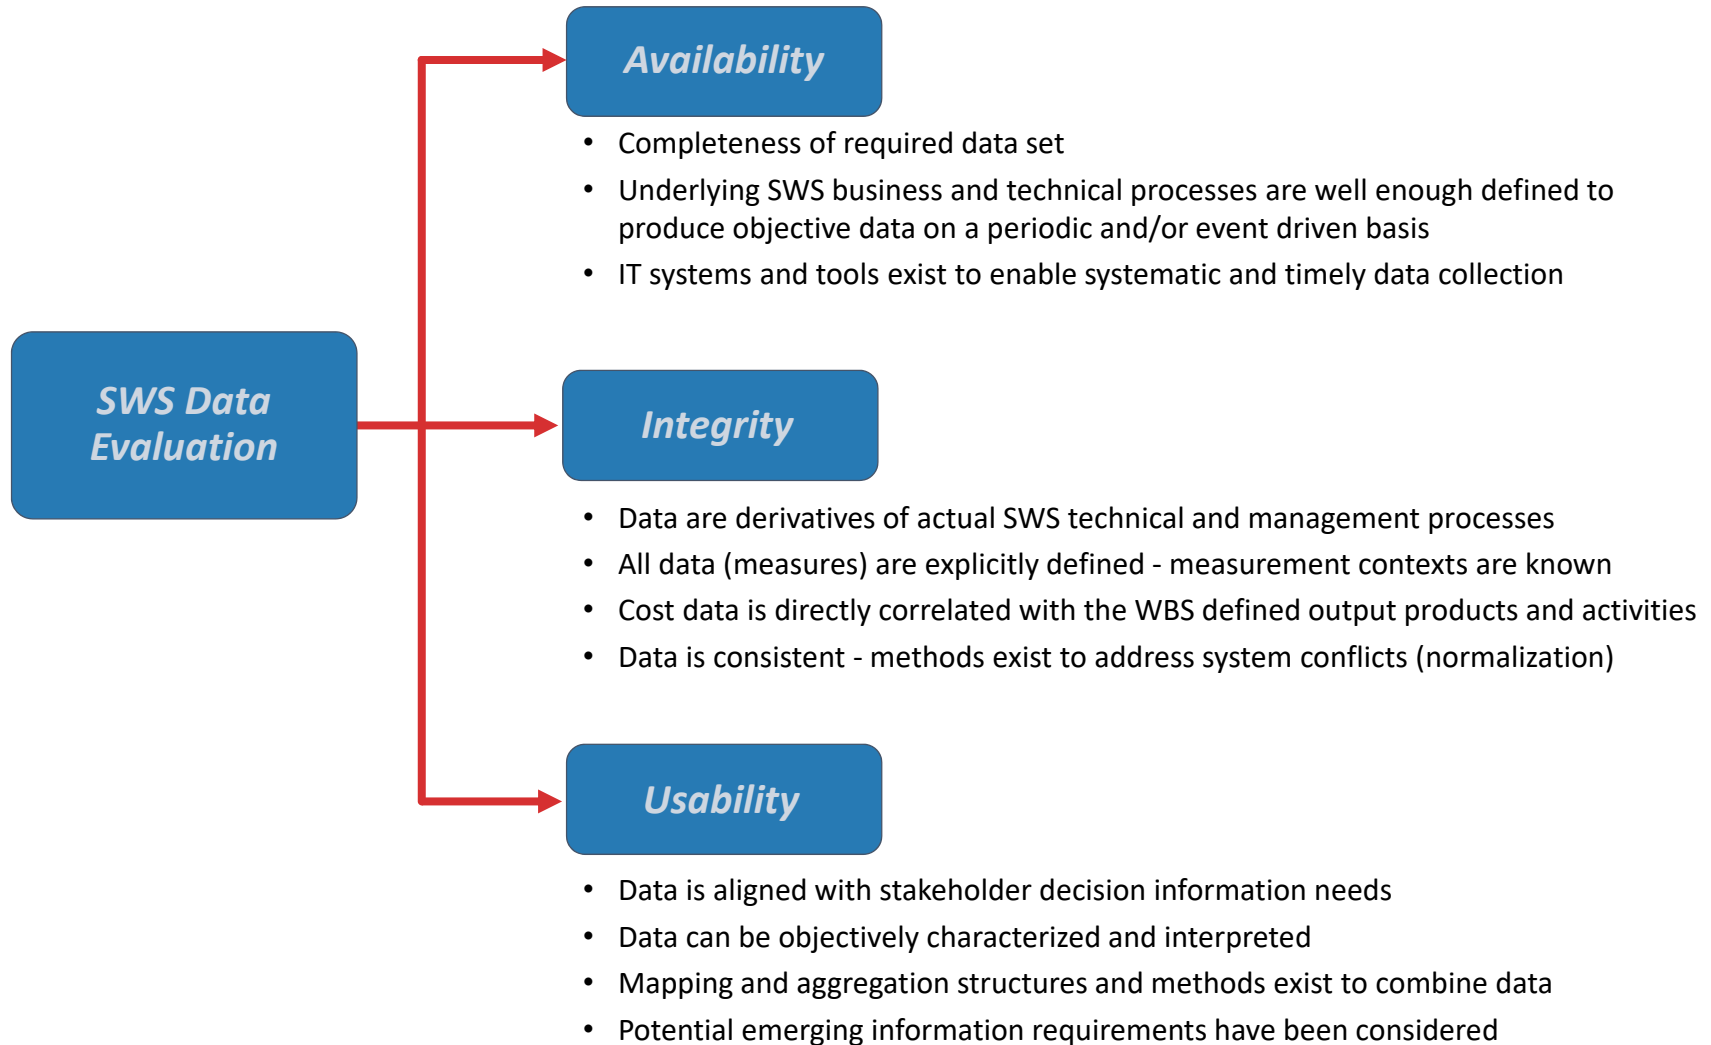 Availability
• Completeness of required data set
• Underlying SWS business and technical processes are well enough defined to
produce objective data on a periodic and/or event driven basis
• IT systems and tools exist to enable systematic and timely data collection
SWS Data
Evaluation
Integrity
• Data are derivatives of actual SWS technical and management processes
• All data (measures) are explicitly defined - measurement contexts are known
• Cost data is directly correlated with the WBS defined output products and activities
• Data is consistent - methods exist to address system conflicts (normalization)
Usability
• Data is aligned with stakeholder decision information needs
• Data can be objectively characterized and interpreted
• Mapping and aggregation structures and methods exist to combine data
• Potential emerging information requirements have been considered